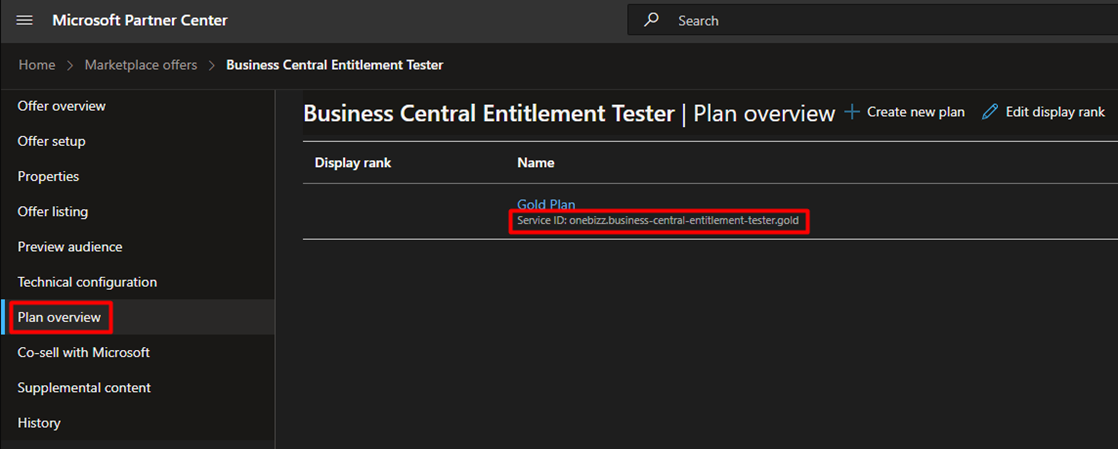 Microsoft Partner Center
Search
Home > Marketplace offers > Business Central Entitlement Tester
Offer overview
Offer setup
Properties
Offer listing
Preview audience
Technical configuration
Plan overview
Co-sell with Microsoft
Supplemental content
History
Business Central Entitlement Tester | Plan overview
Create new plan
Edit display rank
Display rank
Name
Gold Plan
Service ID: onebizz.business-central-entitlement-tester.gold